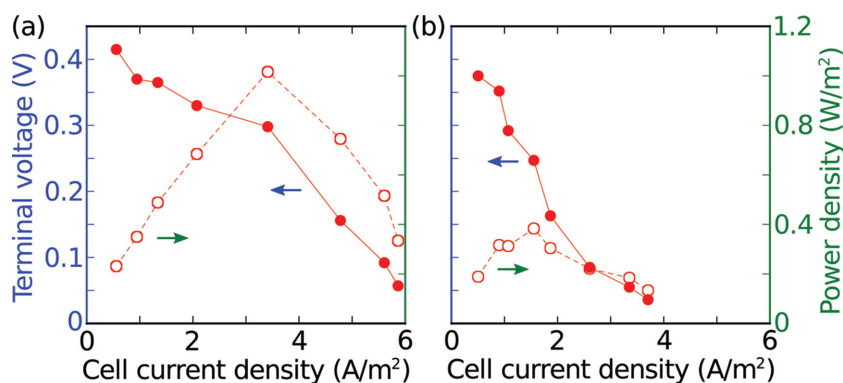 (a)
(b)
Terminal voltage (V)
0.4
0.3
0.2
0.1
0
0
2
4
6
Cell current density (A/m²)
0
2
4
6
Cell current density (A/m²)
1.2
0.8
0.4
0
Power density (W/m²)